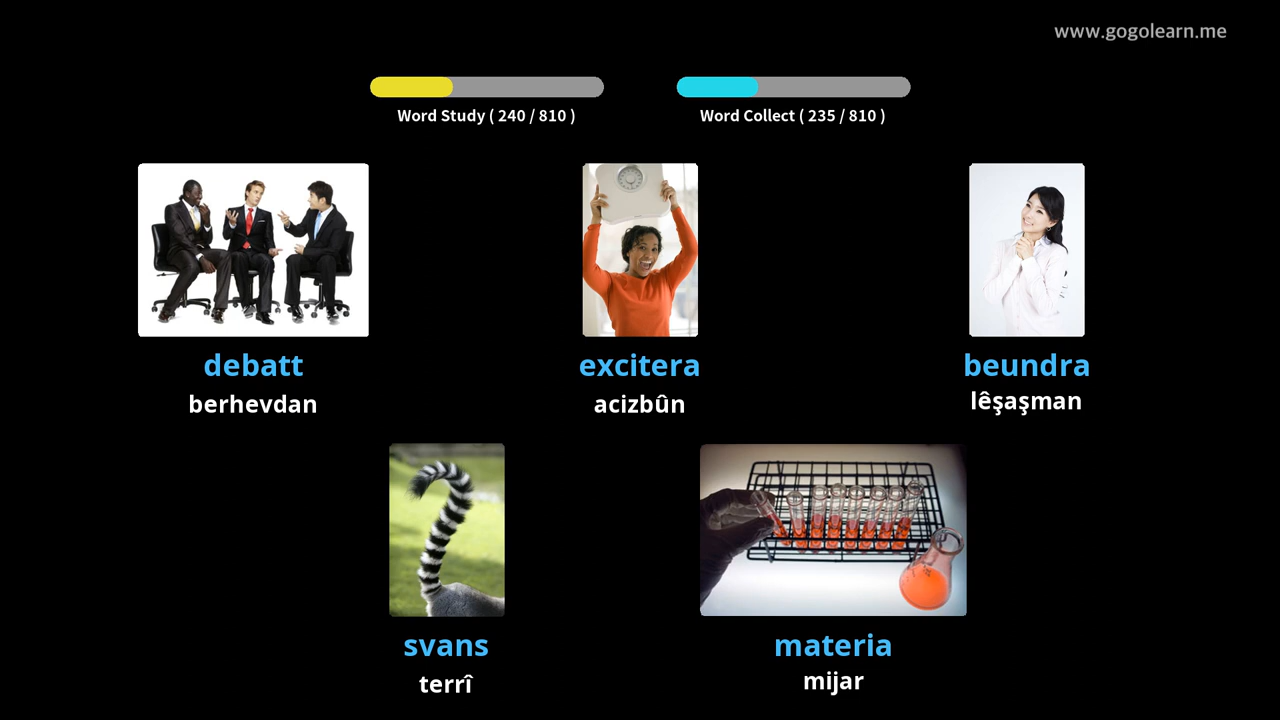 www.gogolearn.me
Word Study ( 240 / 810 )
Word Collect ( 235 / 810 )
debatt
berhevdan
excitera
acizbûn
beundra
lêşaşman
svans
terrî
materia
mijar